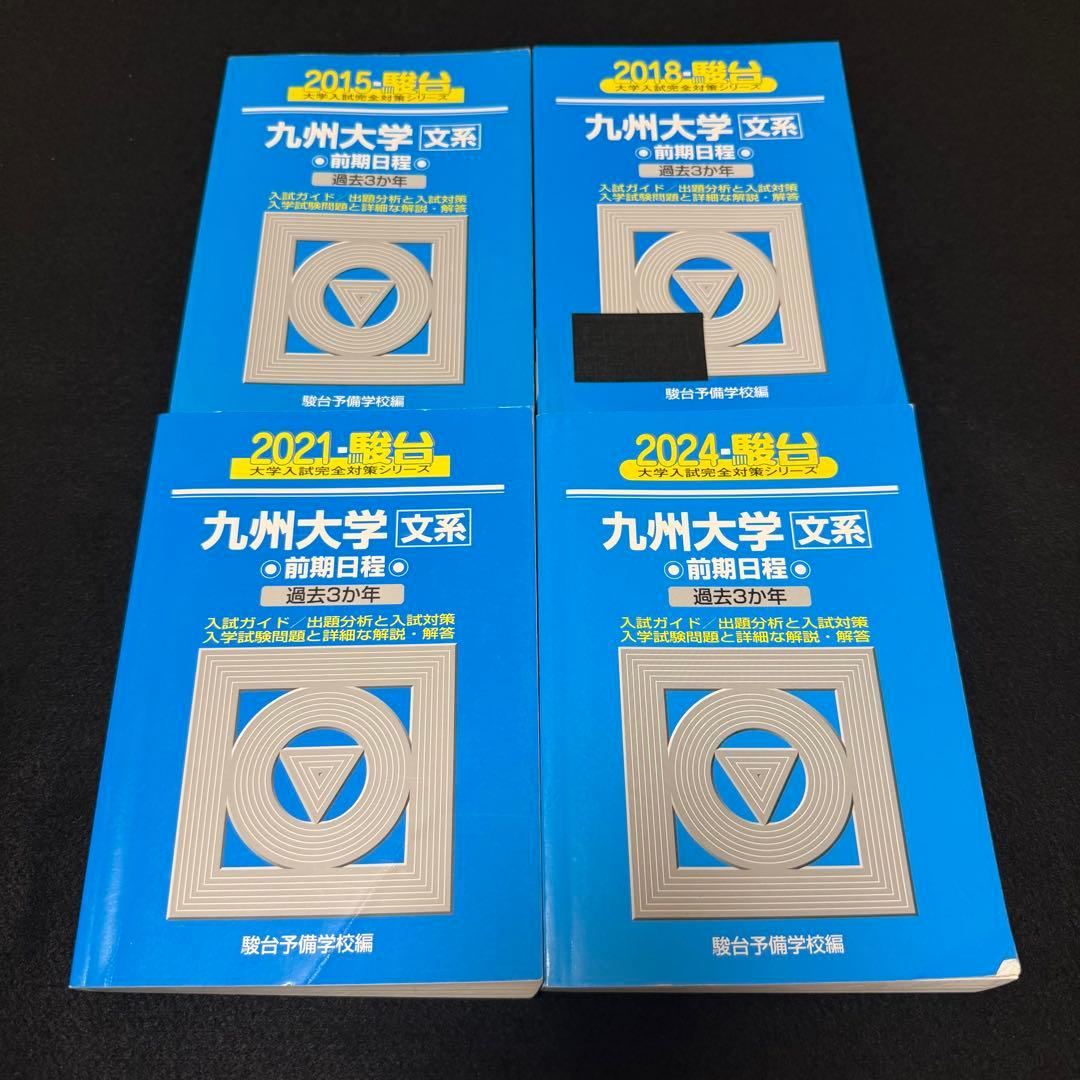 2015-駿台
大学入試完全対策シリーズ
九州大学 文系
前期日程
過去3か年
入試ガイド/出題分析と入試対策
入学試験問題と詳細な解説・解答
駿台予備学校編
2018-駿台
大学入試完全対策シリーズ
九州大学 文系
前期日程
過去3か年
入試ガイド/出題分析と入試対策
入学試験問題と詳細な解説・解答
駿台予備学校編
2021-駿台
大学入試完全対策シリーズ
九州大学 文系
前期日程
過去3か年
入試ガイド/出題分析と入試対策
入学試験問題と詳細な解説・解答
駿台予備学校編
2024-駿台
大学入試完全対策シリーズ
九州大学 文系
前期日程
過去3か年
入試ガイド/出題分析と入試対策
入学試験問題と詳細な解説・解答
駿台予備学校編